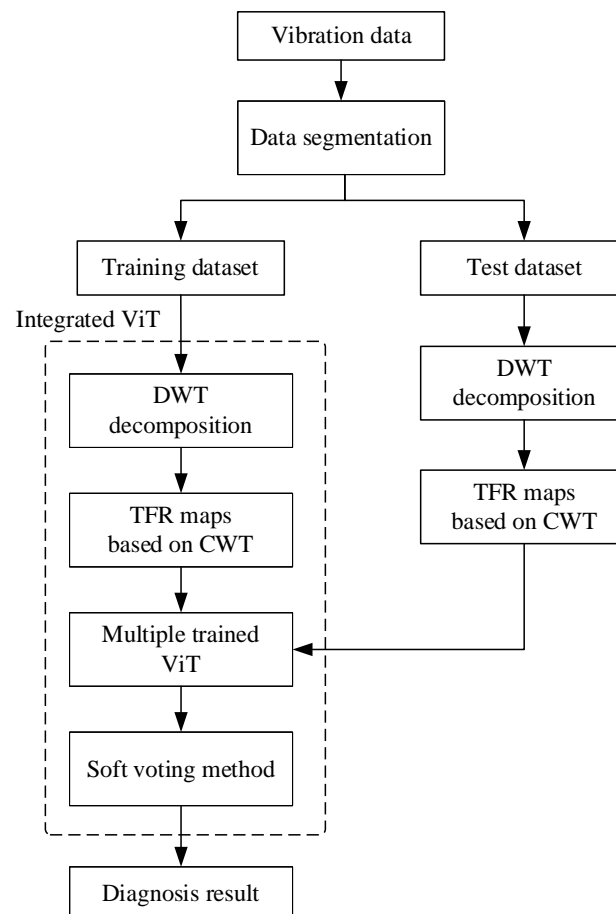 Vibration data
Data segmentation
Training dataset
Test dataset
Integrated ViT
DWT
decomposition
TFR maps
based on CWT
Multiple trained
ViT
Soft voting method
Diagnosis result
DWT
decomposition
TFR maps
based on CWT